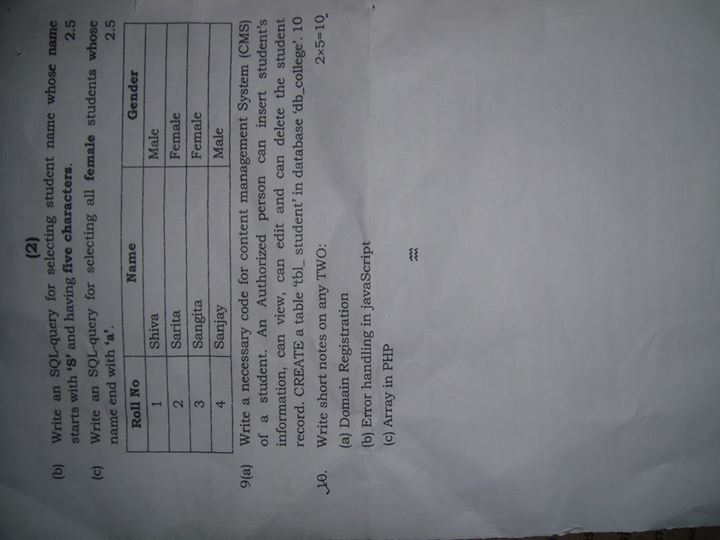 (2)
(b) Write an SQL-query for selecting student name whose name
starts with 'S' and having five characters. 2.5
(c) Write an SQL-query for selecting all female students whose
name end with 'a'. 2.5
Roll No Name Gender
1 Shiva Male
2 Sarita Female
3 Sangita Female
4 Sanjay Male
9(a) Write a necessary code for content management System (CMS)
of a student. An Authorized person can insert student's
information, can view, can edit and can delete the student
record. CREATE a table 'tbl_ student' in database 'db_college'. 10
10. Write short notes on any TWO: 2×5=10
(a) Domain Registration
(b) Error handling in javaScript
(c) Array in PHP